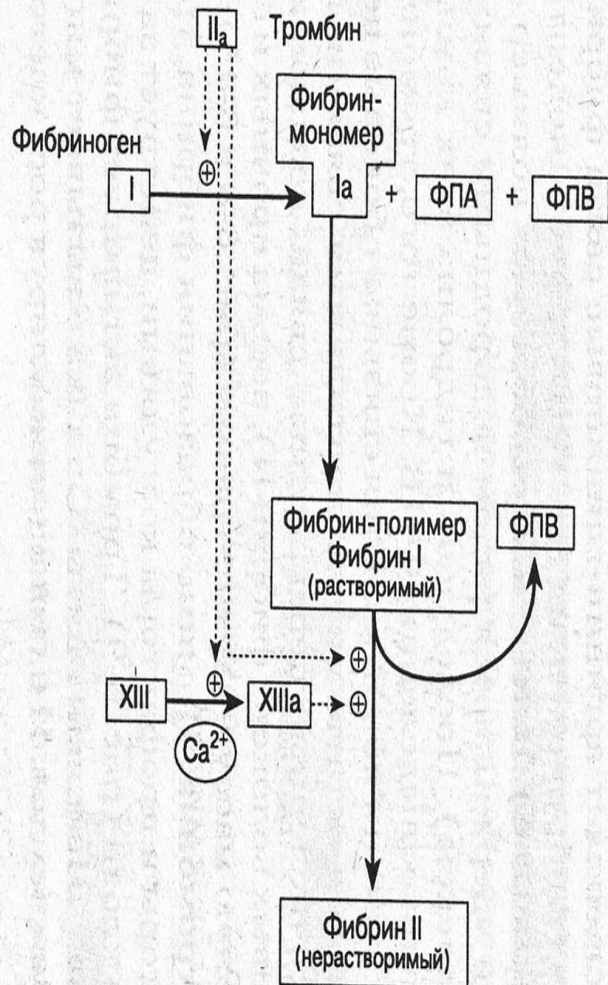 IIa Тромбин
Фибрин-
мономер
Фибриноген
I
Ia + ФПА + ФПВ
⊕
Фибрин-полимер
Фибрин I
(растворимый)
ФПВ
⊕
XIII
⊕
XIIIa
⊕
Ca²⁺
Фибрин II
(нерастворимый)